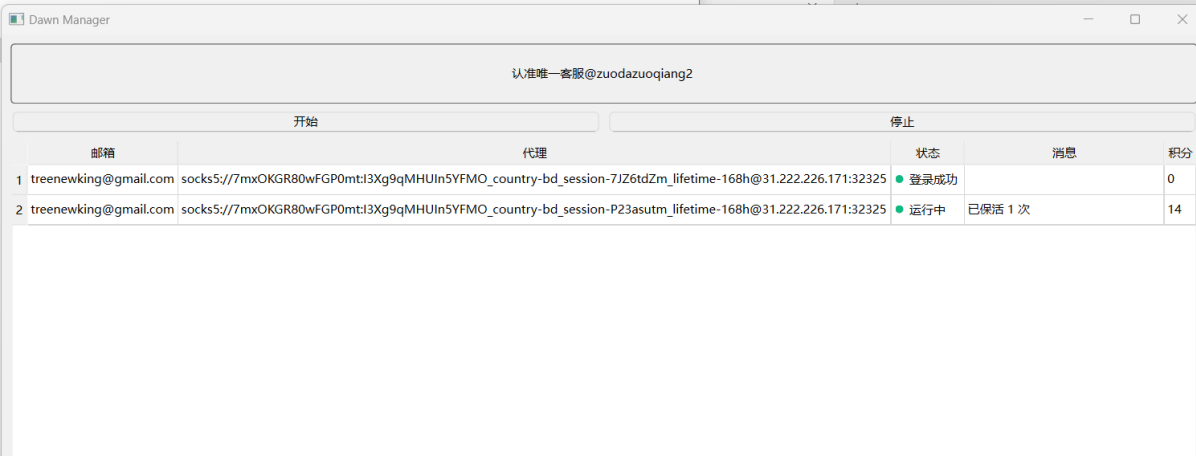 Dawn Manager
认准唯一客服@zuodazuoqiang2
开始 停止
邮箱 代理 状态 消息 积分
1 treenewking@gmail.com socks5://7mxOKGR80wFGP0mt:I3Xg9qMHUIn5YFMO_country-bd_session-7JZ6tdZm_lifetime-168h@31.222.226.171:32325 登录成功 0
2 treenewking@gmail.com socks5://7mxOKGR80wFGP0mt:I3Xg9qMHUIn5YFMO_country-bd_session-P23asutm_lifetime-168h@31.222.226.171:32325 运行中 已保活 1 次 14